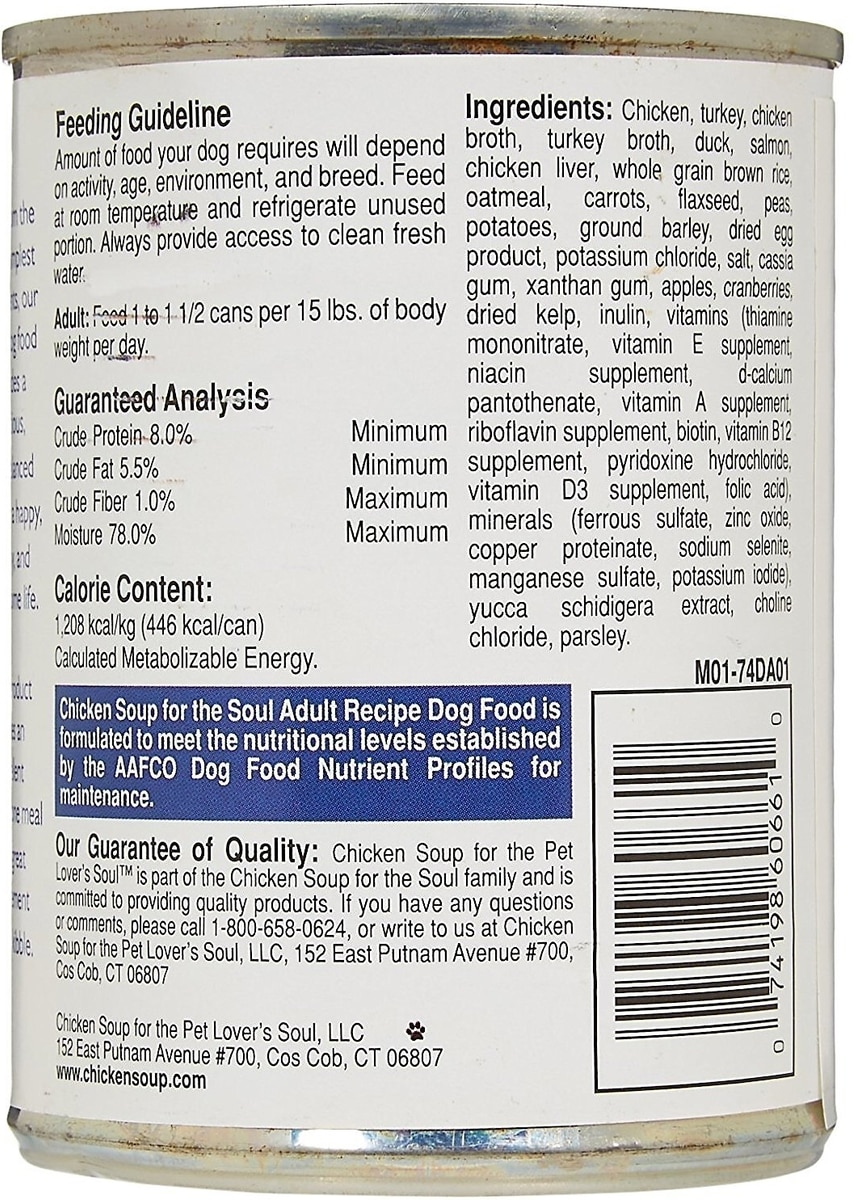 Feeding Guideline
Amount of food your dog requires will depend
on activity, age, environment, and breed. Feed
at room temperature and refrigerate unused
portion. Always provide access to clean fresh
water.
Adult: Feed 1 to 1 1/2 cans per 15 lbs. of body
weight per day.
Guaranteed Analysis
Crude Protein 8.0% Minimum
Crude Fat 5.5% Minimum
Crude Fiber 1.0% Maximum
Moisture 78.0% Maximum
Calorie Content:
1,208 kcal/kg (446 kcal/can)
Calculated Metabolizable Energy.
Chicken Soup for the Soul Adult Recipe Dog Food is
formulated to meet the nutritional levels established
by the AAFCO Dog Food Nutrient Profiles for
maintenance.
Our Guarantee of Quality: Chicken Soup for the Pet
Lover's Soul™ is part of the Chicken Soup for the Soul family and is
committed to providing quality products. If you have any questions
or comments, please call 1-800-658-0624, or write to us at Chicken
Soup for the Pet Lover's Soul, LLC, 152 East Putnam Avenue #700,
Cos Cob, CT 06807
Chicken Soup for the Pet Lover's Soul, LLC
152 East Putnam Avenue #700, Cos Cob, CT 06807
www.chickensoup.com
Ingredients: Chicken, turkey, chicken
broth, turkey broth, duck, salmon,
chicken liver, whole grain brown rice,
oatmeal, carrots, flaxseed, peas,
potatoes, ground barley, dried egg
product, potassium chloride, salt, cassia
gum, xanthan gum, apples, cranberries,
dried kelp, inulin, vitamins (thiamine
mononitrate, vitamin E supplement,
niacin supplement, d-calcium
pantothenate, vitamin A supplement,
riboflavin supplement, biotin, vitamin B12
supplement, pyridoxine hydrochloride,
vitamin D3 supplement, folic acid),
minerals (ferrous sulfate, zinc oxide,
copper proteinate, sodium selenite,
manganese sulfate, potassium iodide),
yucca schidigera extract, choline
chloride, parsley.
M01-74DA01
0 74198 60661 0
the
our
food
a
happy,
and
life.
an
meal